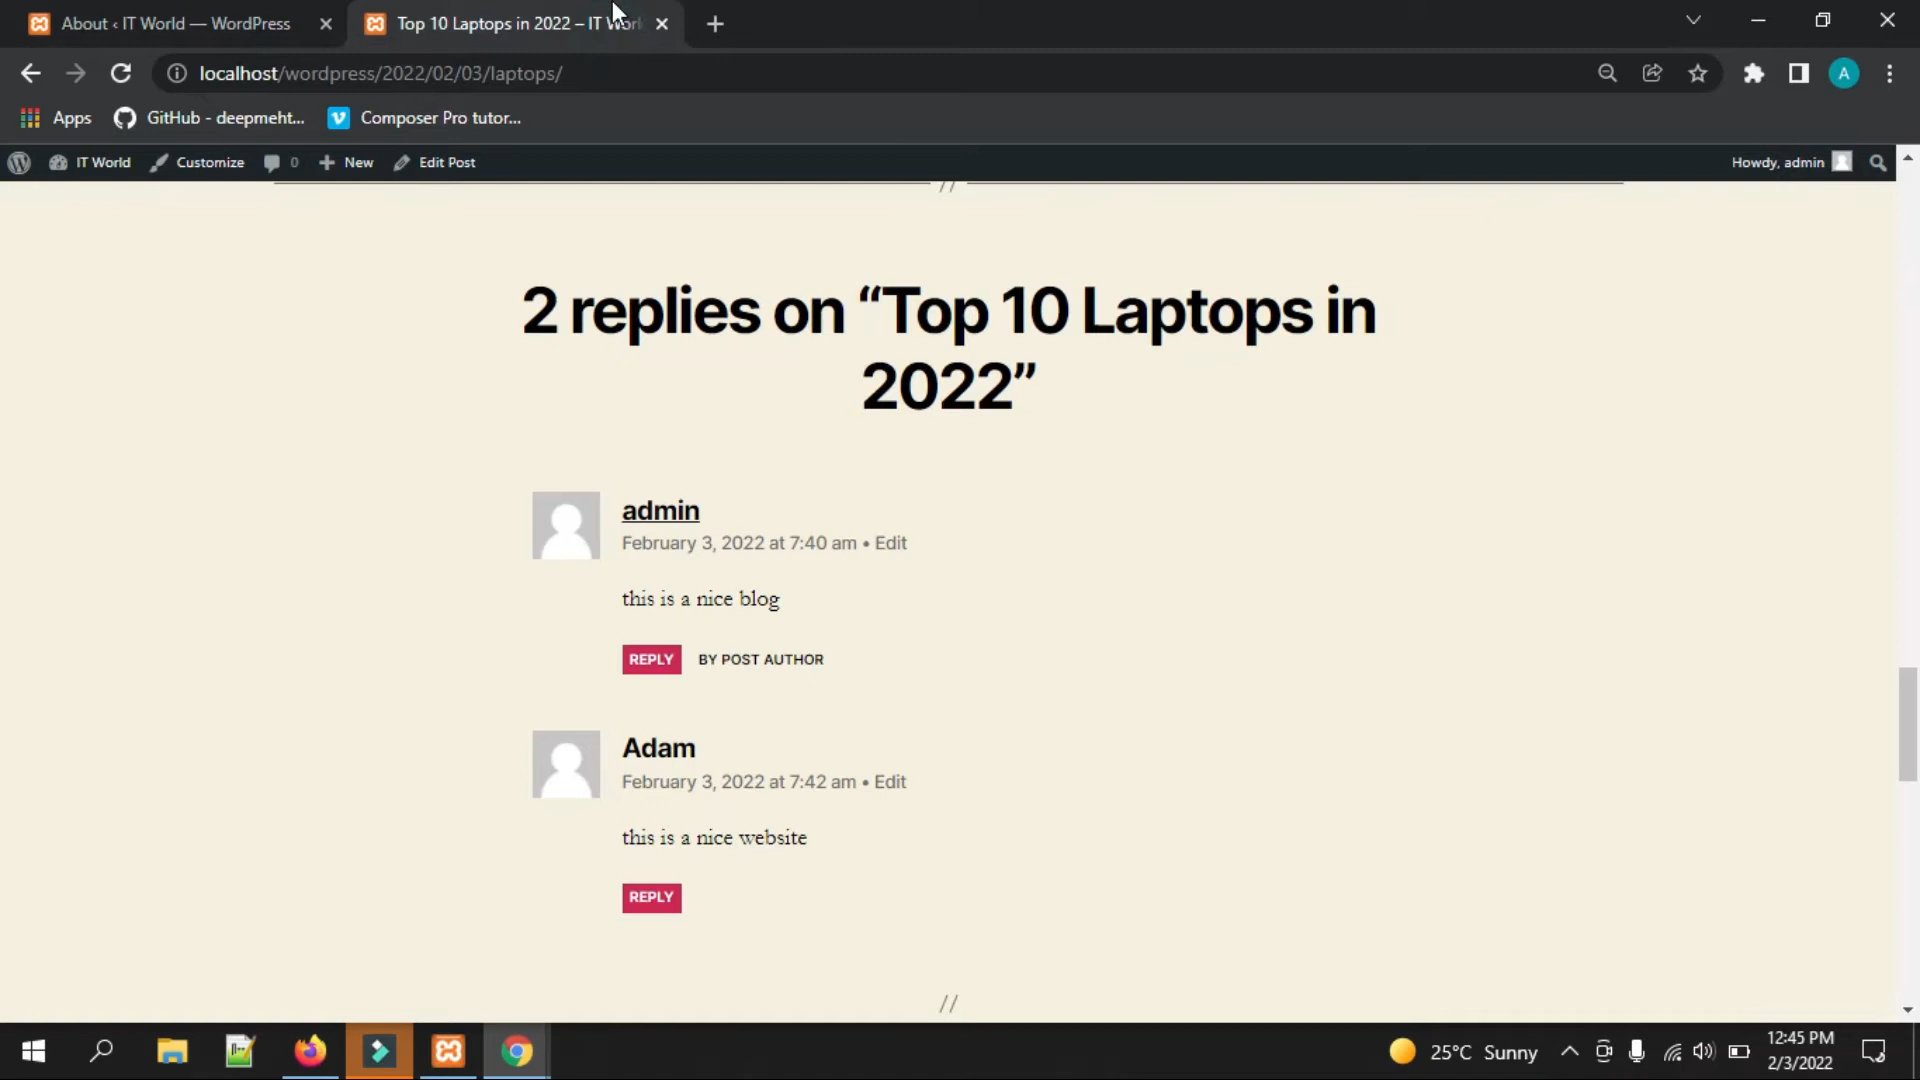 About ‹ IT World — WordPress
Top 10 Laptops in 2022 – IT Worl
localhost/wordpress/2022/02/03/laptops/
A
Apps
GitHub - deepmeht...
Composer Pro tutor...
IT World
Customize
0
New
Edit Post
Howdy, admin
//
2 replies on “Top 10 Laptops in
2022”
admin
February 3, 2022 at 7:40 am • Edit
this is a nice blog
REPLY
BY POST AUTHOR
Adam
February 3, 2022 at 7:42 am • Edit
this is a nice website
REPLY
//
25°C Sunny
12:45 PM
2/3/2022